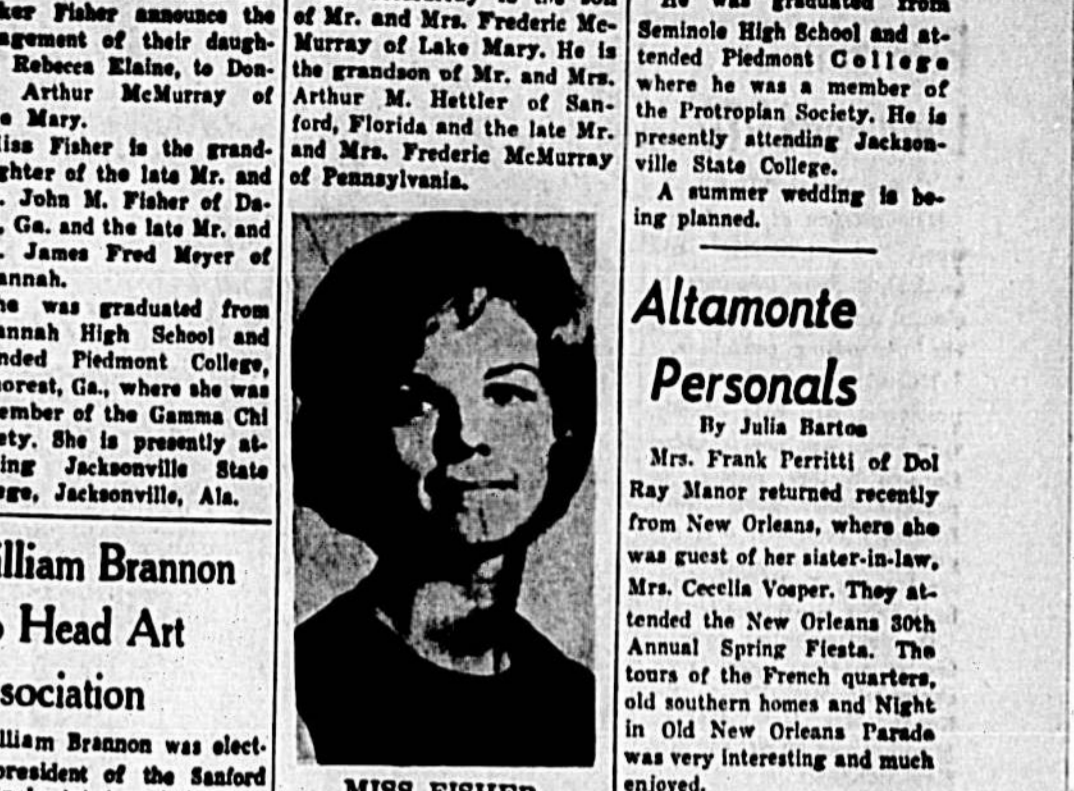 ker Fisher announce the
agement of their daugh-
Rebecca Elaine, to Don-
Arthur McMurray of
e Mary.
liss Fisher is the grand-
ghter of the late Mr. and
. John M. Fisher of Da-
, Ga. and the late Mr. and
. James Fred Meyer of
annah.
he was graduated from
annah High School and
nded Piedmont College,
orest, Ga., where she was
ember of the Gamma Chi
ety. She is presently at-
ing Jacksonville State
ege, Jacksonville, Ala.
illiam Brannon
o Head Art
sociation
illiam Brannon was elect-
president of the Sanford
of Mr. and Mrs. Frederic Mc-
Murray of Lake Mary. He is
the grandson of Mr. and Mrs.
Arthur M. Hettler of San-
ford, Florida and the late Mr.
and Mrs. Frederic McMurray
of Pennsylvania.
MISS FISHER
He was graduated from
Seminole High School and at-
tended Piedmont College
where he was a member of
the Protropian Society. He is
presently attending Jackson-
ville State College.
A summer wedding is be-
ing planned.
Altamonte
Personals
By Julia Barton
Mrs. Frank Perritti of Dol
Ray Manor returned recently
from New Orleans, where she
was guest of her sister-in-law,
Mrs. Cecelia Vosper. They at-
tended the New Orleans 30th
Annual Spring Fiesta. The
tours of the French quarters,
old southern homes and Night
in Old New Orleans Parade
was very interesting and much
enjoyed.